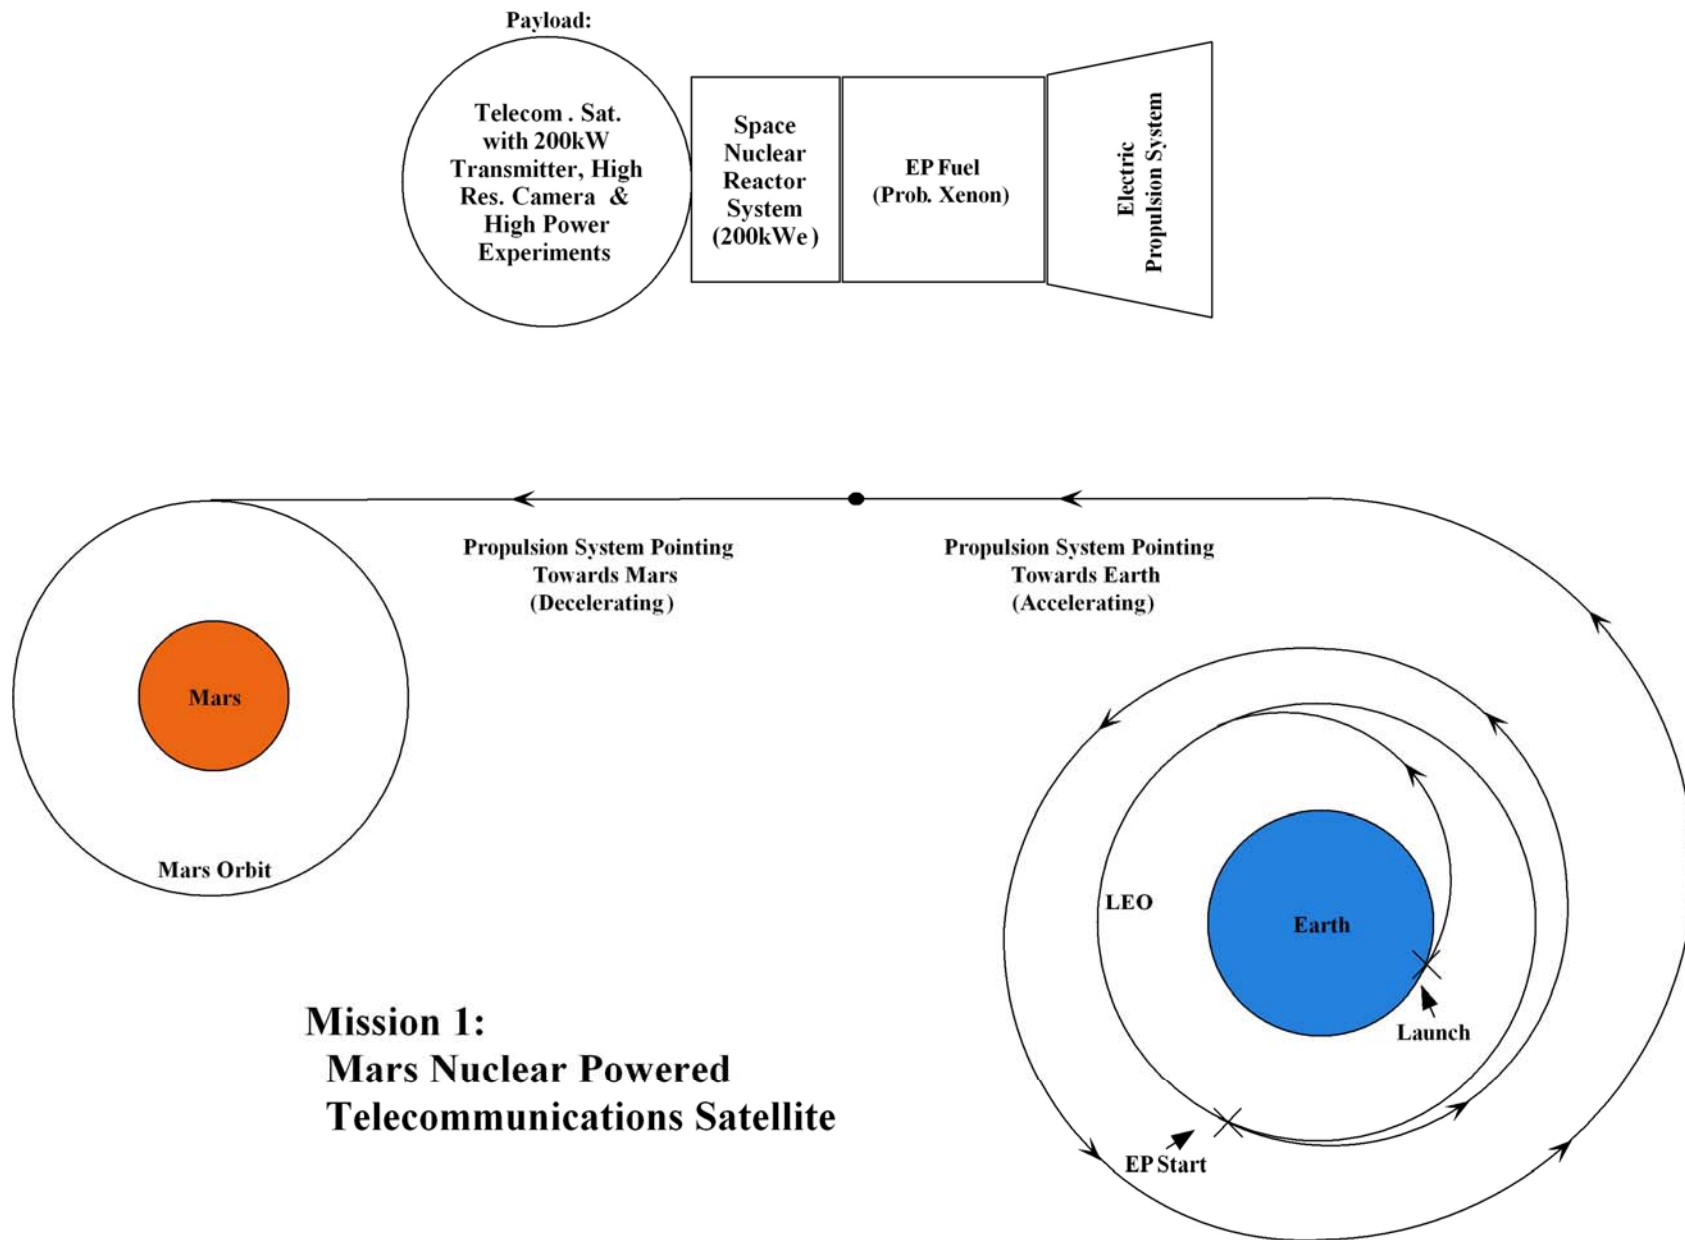 Payload:
Telecom . Sat.
with 200kW
Transmitter, High
Res. Camera &
High Power
Experiments
Space
Nuclear
Reactor
System
(200kWe)
EP Fuel
(Prob. Xenon)
Electric
Propulsion System
Propulsion System Pointing
Towards Mars
(Decelerating)
Propulsion System Pointing
Towards Earth
(Accelerating)
Mars
Mars Orbit
LEO
Earth
Launch
EP Start
Mission 1:
Mars Nuclear Powered
Telecommunications Satellite